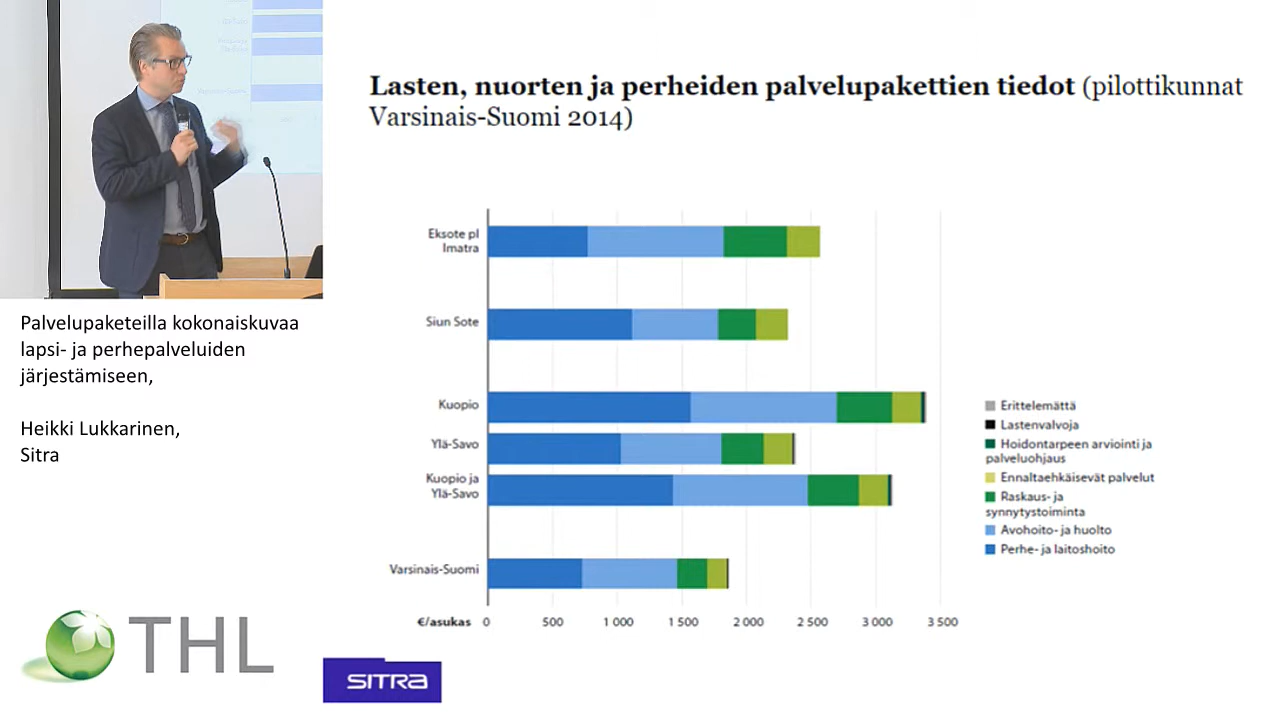 Lasten, nuorten ja perheiden palvelupakettien tiedot (pilottikunnat
Varsinais-Suomi 2014)
Palvelupaketeilla kokonaiskuvaa
lapsi- ja perhepalveluiden
järjestämiseen,
Heikki Lukkarinen,
Sitra
Eksote pl
Imatra
Siun Sote
Kuopio
Ylä-Savo
Kuopio ja
Ylä-Savo
Varsinais-Suomi
€/asukas 0 500 1 000 1 500 2 000 2 500 3 000 3 500
Erittelemättä
Lastenvalvoja
Hoidontarpeen arviointi ja
palveluohjaus
Ennaltaehkäisevät palvelut
Raskaus- ja
synnytystoiminta
Avohoito- ja huolto
Perhe- ja laitoshoito
THL
SITRA